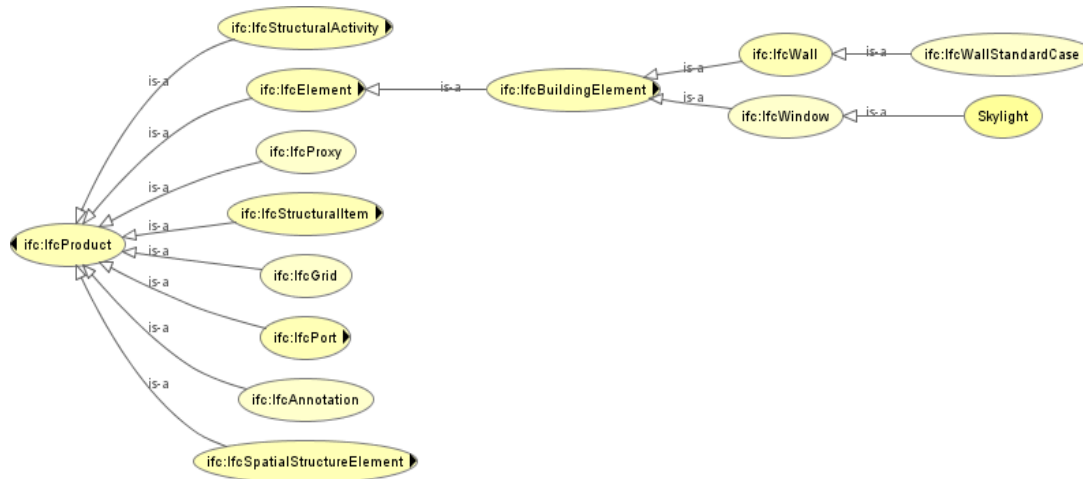 ifc:IfcStructuralActivity
is-a
ifc:IfcElement
is-a
ifc:IfcBuildingElement
is-a
ifc:IfcWall
is-a
ifc:IfcWallStandardCase
is-a
ifc:IfcWindow
is-a
Skylight
is-a
ifc:IfcProxy
is-a
ifc:IfcStructuralItem
is-a
ifc:IfcProduct
is-a
ifc:IfcGrid
is-a
ifc:IfcPort
is-a
ifc:IfcAnnotation
is-a
ifc:IfcSpatialStructureElement
is-a